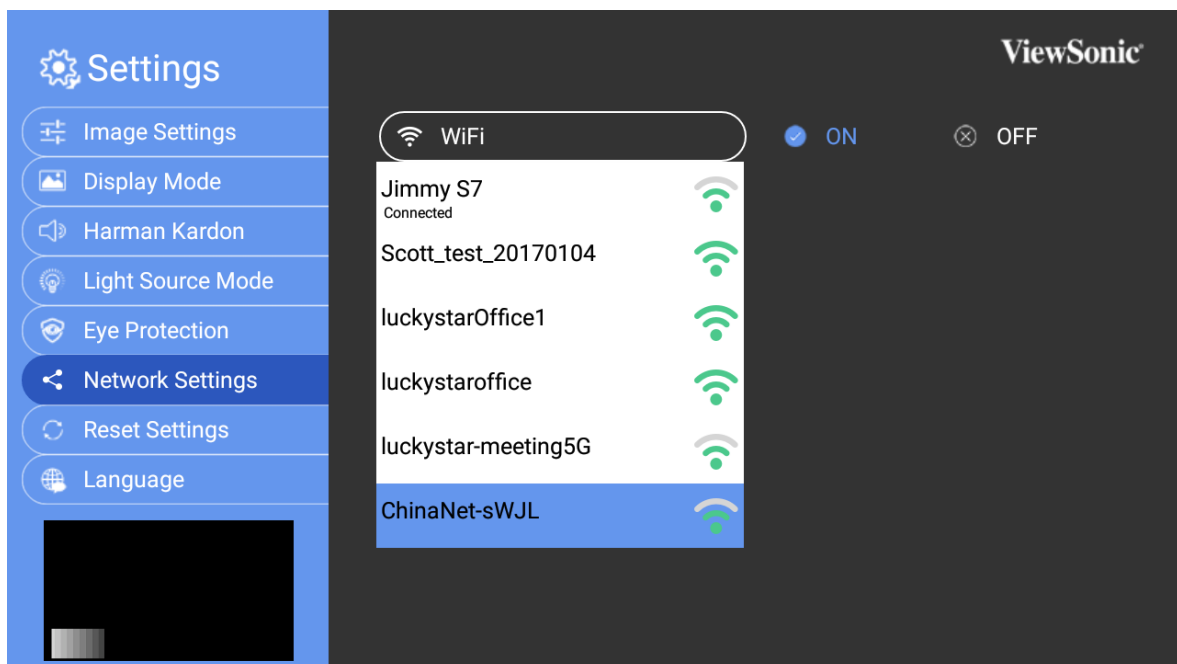 Settings
ViewSonic
Image Settings
Display Mode
Harman Kardon
Light Source Mode
Eye Protection
Network Settings
Reset Settings
Language
WiFi
ON
OFF
Jimmy S7
Connected
Scott_test_20170104
luckystarOffice1
luckystaroffice
luckystar-meeting5G
ChinaNet-sWJL